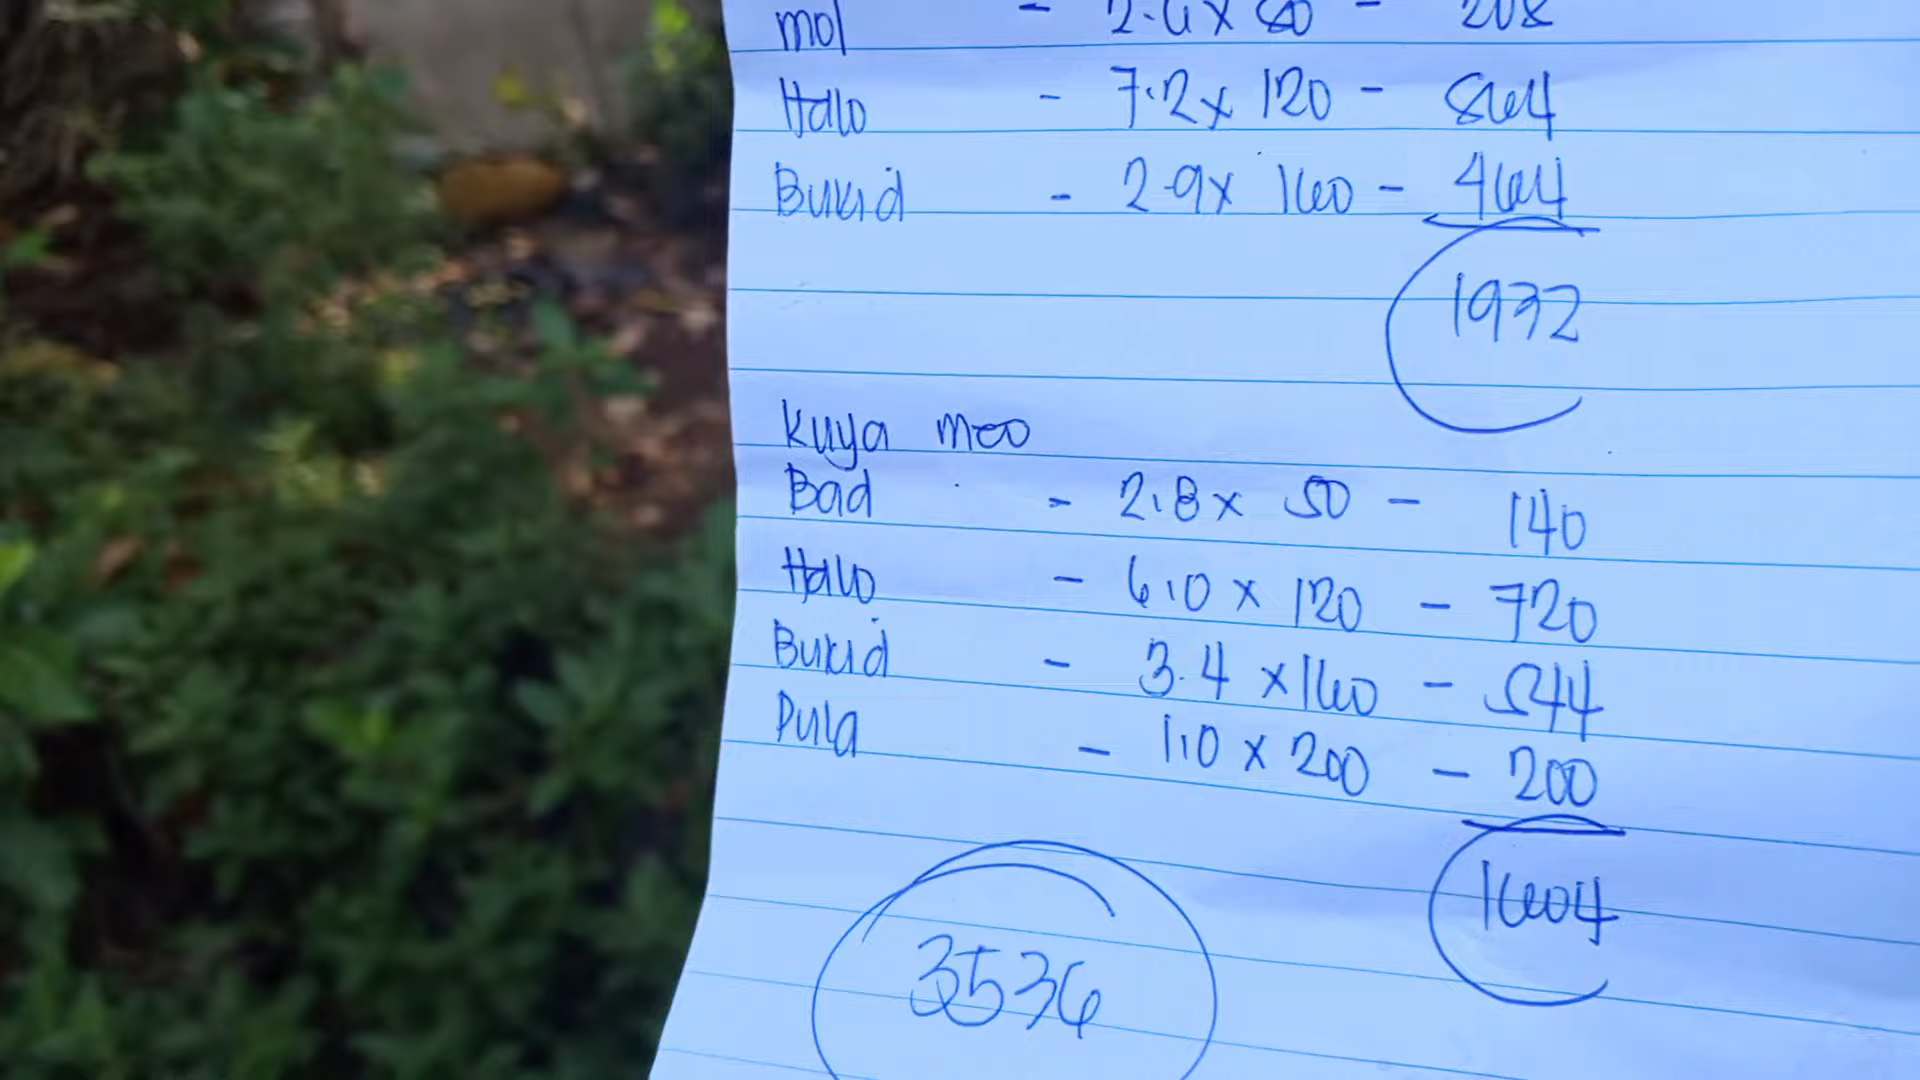 mol - 2.6 x 80 - 208
Halo - 7.2 x 120 - 864
Bukid - 2.9 x 160 - 464
1932
Kuya meo
Bad - 2.8 x 50 - 140
Halo - 6.0 x 120 - 720
Bukid - 3.4 x 160 - 544
Pula - 1.0 x 200 - 200
1604
3536